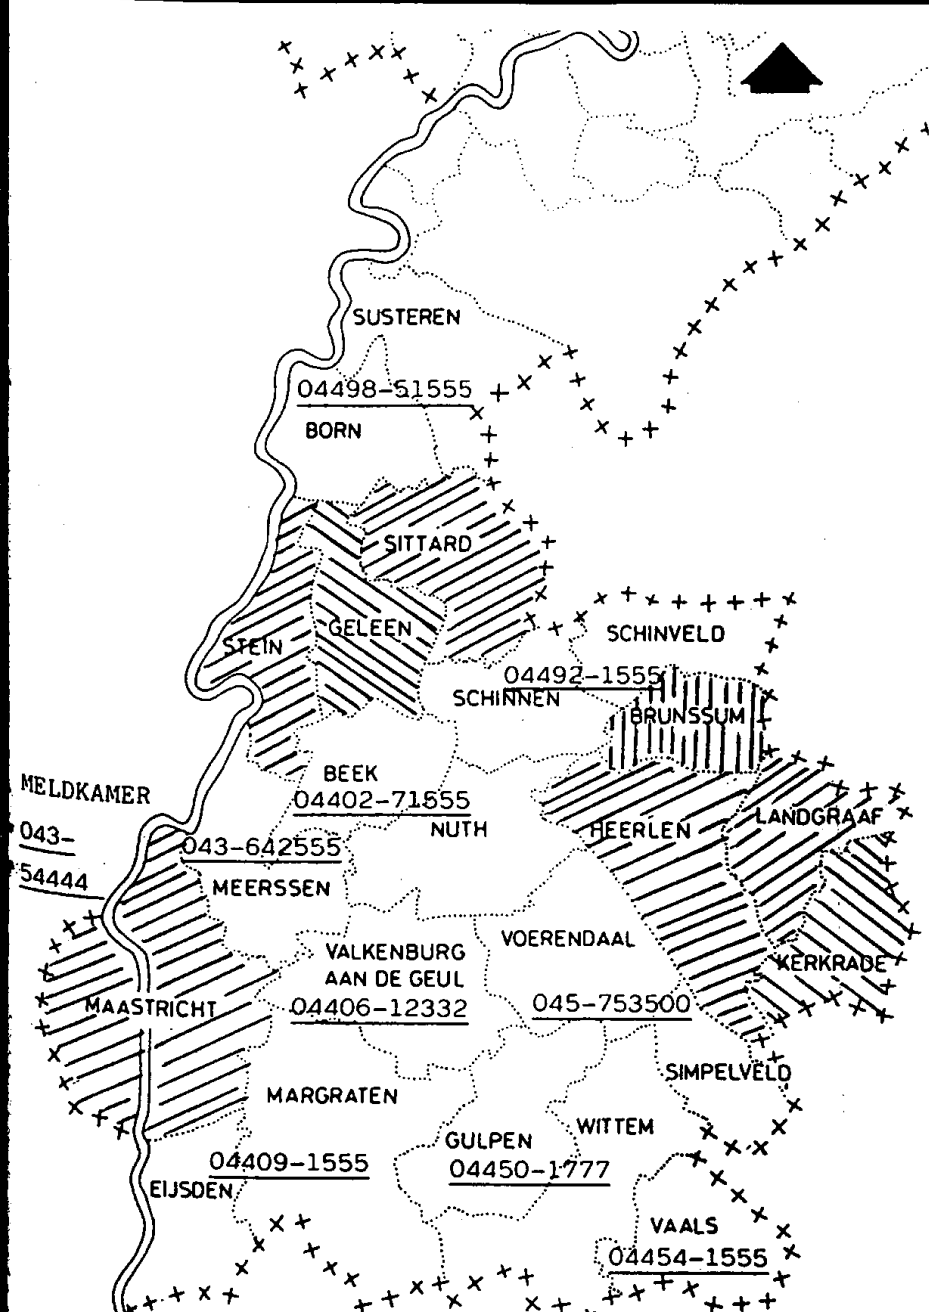 SUSTEREN
04498-51555
BORN
SITTARD
GELEEN
STEIN
SCHINVELD
04492-1555
SCHINNEN
BRUNSSUM
BEEK
04402-71555
NUTH
MELDKAMER
043-
54444
043-642555
MEERSSEN
HEERLEN
LANDGRAAF
VALKENBURG
AAN DE GEUL
04406-12332
VOERENDAAL
045-753500
KERKRADE
MAASTRICHT
SIMPELVELD
MARGRATEN
WITTEM
GULPEN
04450-1777
04409-1555
EIJSDEN
VAALS
04454-1555